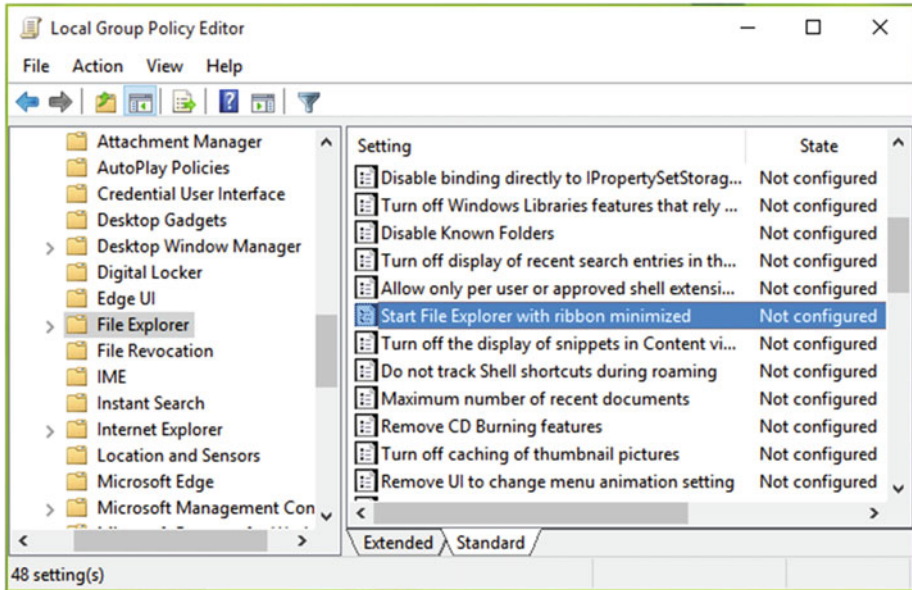 Local Group Policy Editor
File Action View Help
Attachment Manager
AutoPlay Policies
Credential User Interface
Desktop Gadgets
Desktop Window Manager
Digital Locker
Edge UI
File Explorer
File Revocation
IME
Instant Search
Internet Explorer
Location and Sensors
Microsoft Edge
Microsoft Management Con
Setting State
Disable binding directly to IPropertySetStorag... Not configured
Turn off Windows Libraries features that rely ... Not configured
Disable Known Folders Not configured
Turn off display of recent search entries in th... Not configured
Allow only per user or approved shell extensi... Not configured
Start File Explorer with ribbon minimized Not configured
Turn off the display of snippets in Content vi... Not configured
Do not track Shell shortcuts during roaming Not configured
Maximum number of recent documents Not configured
Remove CD Burning features Not configured
Turn off caching of thumbnail pictures Not configured
Remove UI to change menu animation setting Not configured
Extended Standard
48 setting(s)